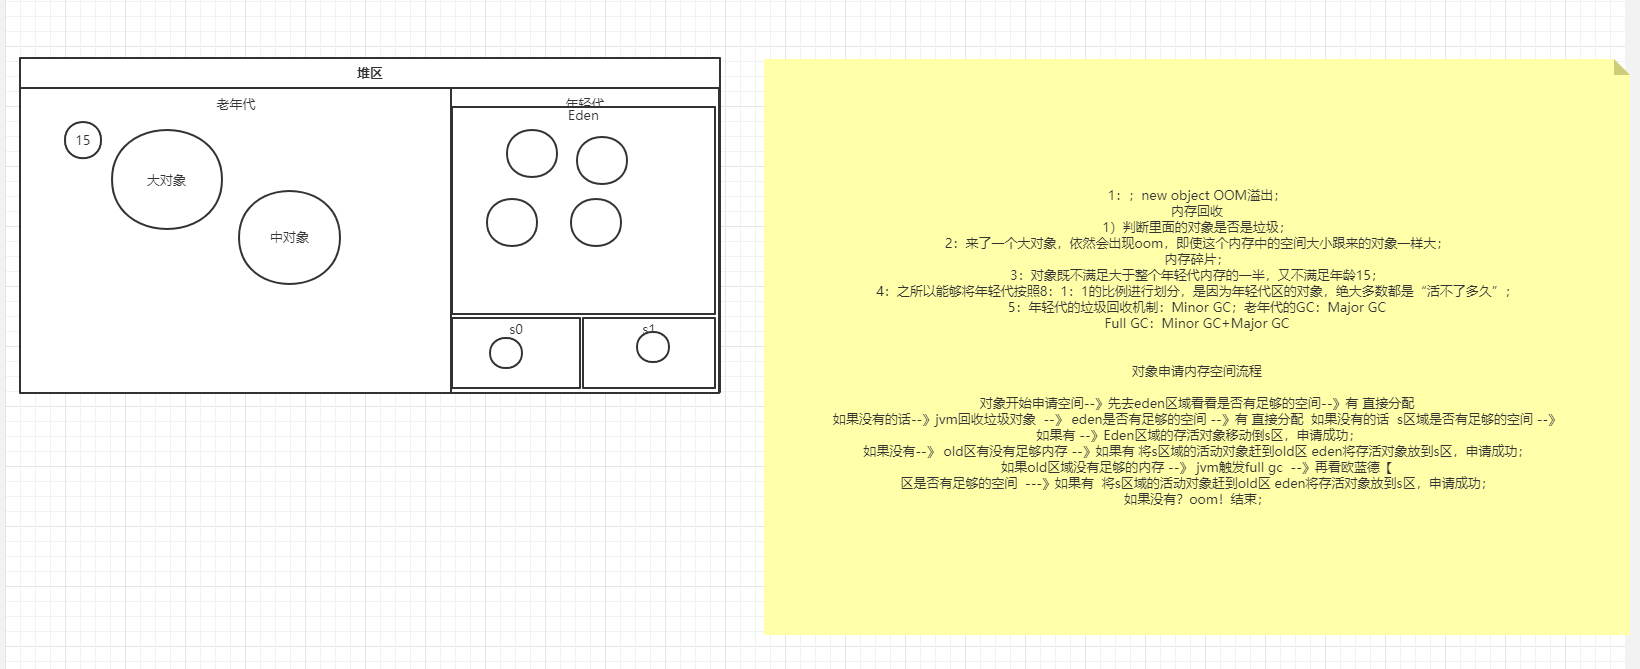 堆区
老年代
年轻代
Eden
15
大对象
中对象
s0
s1
1：；new object OOM溢出；
内存回收
1）判断里面的对象是否是垃圾；
2：来了一个大对象，依然会出现oom，即使这个内存中的空间大小跟来的对象一样大；
内存碎片；
3：对象既不满足大于整个年轻代内存的一半，又不满足年龄15；
4：之所以能够将年轻代按照8：1：1的比例进行划分，是因为年轻代区的对象，绝大多数都是“活不了多久”；
5：年轻代的垃圾回收机制：Minor GC；老年代的GC：Major GC
Full GC：Minor GC+Major GC
对象申请内存空间流程
对象开始申请空间--》先去eden区域看看是否有足够的空间--》有 直接分配
如果没有的话--》jvm回收垃圾对象 --》 eden是否有足够的空间 --》有 直接分配 如果没有的话 s区域是否有足够的空间 --》
如果有 --》Eden区域的存活对象移动倒s区，申请成功；
如果没有--》 old区有没有足够内存 --》如果有 将s区域的活动对象赶到old区 eden将存活对象放到s区，申请成功；
如果old区域没有足够的内存 --》 jvm触发full gc --》再看欧蓝德【
区是否有足够的空间 ---》如果有 将s区域的活动对象赶到old区 eden将存活对象放到s区，申请成功；
如果没有？oom！结束；